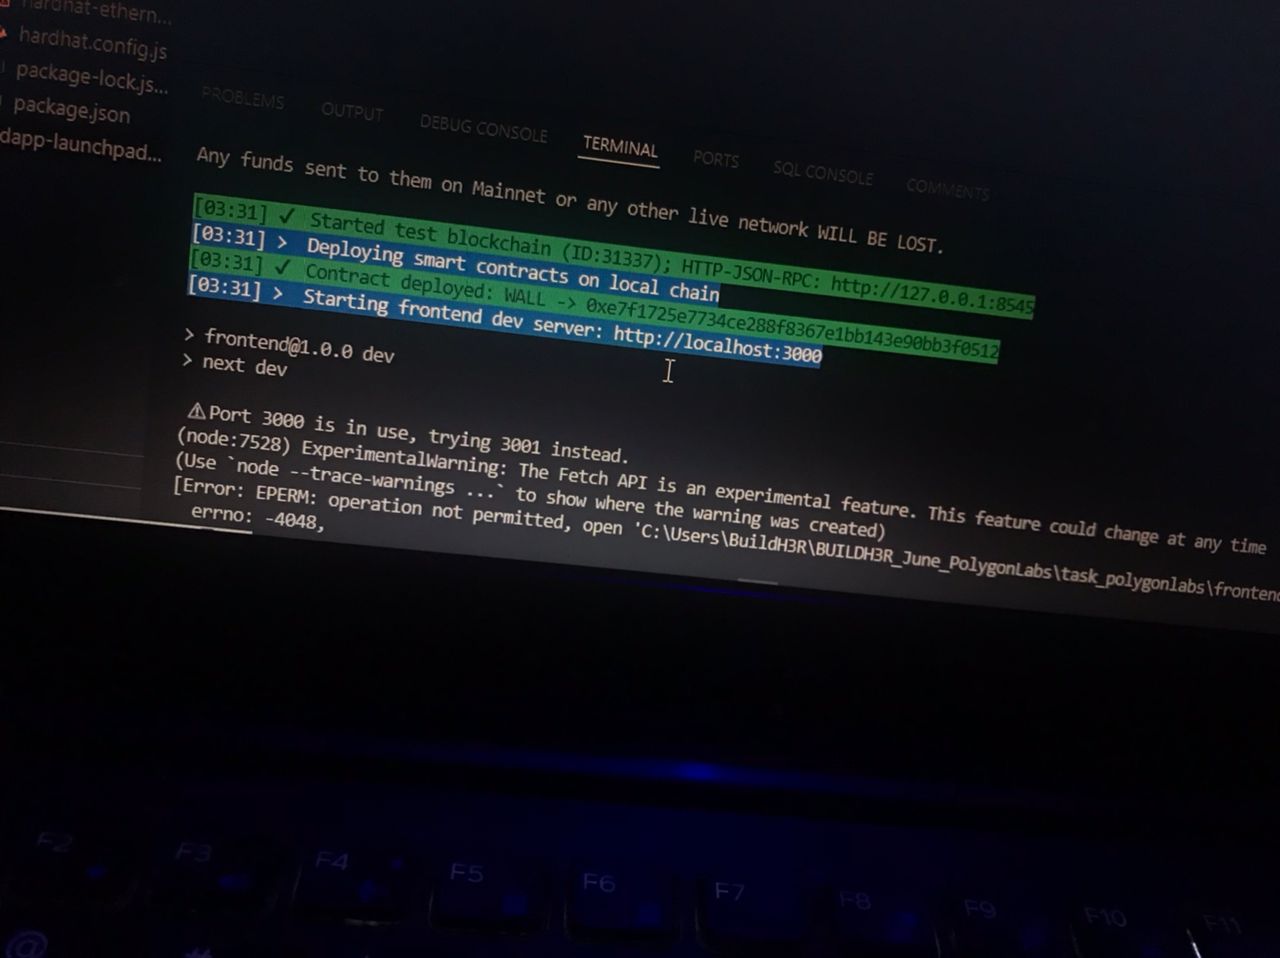 hardhat-ethern...
hardhat.config.js
package-lock.js...
package.json
dapp-launchpad...
PROBLEMS OUTPUT DEBUG CONSOLE TERMINAL PORTS SQL CONSOLE COMMENTS
Any funds sent to them on Mainnet or any other live network WILL BE LOST.
[03:31] ✓ Started test blockchain (ID:31337); HTTP-JSON-RPC: http://127.0.0.1:8545
[03:31] > Deploying smart contracts on local chain
[03:31] ✓ Contract deployed: WALL -> 0xe7f1725e7734ce288f8367e1bb143e90bb3f0512
[03:31] > Starting frontend dev server: http://localhost:3000
> frontend@1.0.0 dev
> next dev
⚠Port 3000 is in use, trying 3001 instead.
(node:7528) ExperimentalWarning: The Fetch API is an experimental feature. This feature could change at any time
(Use `node --trace-warnings ...` to show where the warning was created)
[Error: EPERM: operation not permitted, open 'C:\Users\BuildH3R\BUILDH3R_June_PolygonLabs\task_polygonlabs\frontend
errno: -4048,
F2 F3 F4 F5 F6 F7 F8 F9 F10 F11
@ #